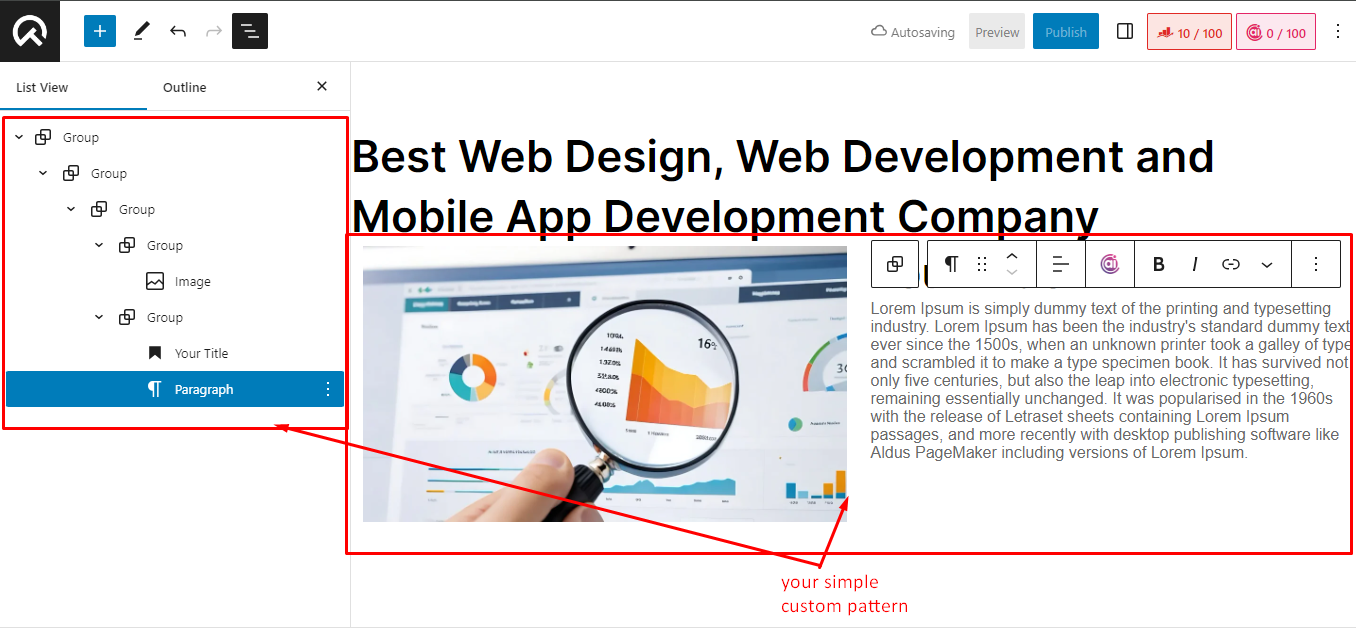 Autosaving
Preview
Publish
10 / 100
0 / 100
List View
Outline
Group
Group
Group
Group
Image
Group
Your Title
Paragraph
Best Web Design, Web Development and
Mobile App Development Company
B
I
16%
Lorem Ipsum is simply dummy text of the printing and typesetting
industry. Lorem Ipsum has been the industry's standard dummy text
ever since the 1500s, when an unknown printer took a galley of type
and scrambled it to make a type specimen book. It has survived not
only five centuries, but also the leap into electronic typesetting,
remaining essentially unchanged. It was popularised in the 1960s
with the release of Letraset sheets containing Lorem Ipsum
passages, and more recently with desktop publishing software like
Aldus PageMaker including versions of Lorem Ipsum.
your simple
custom pattern